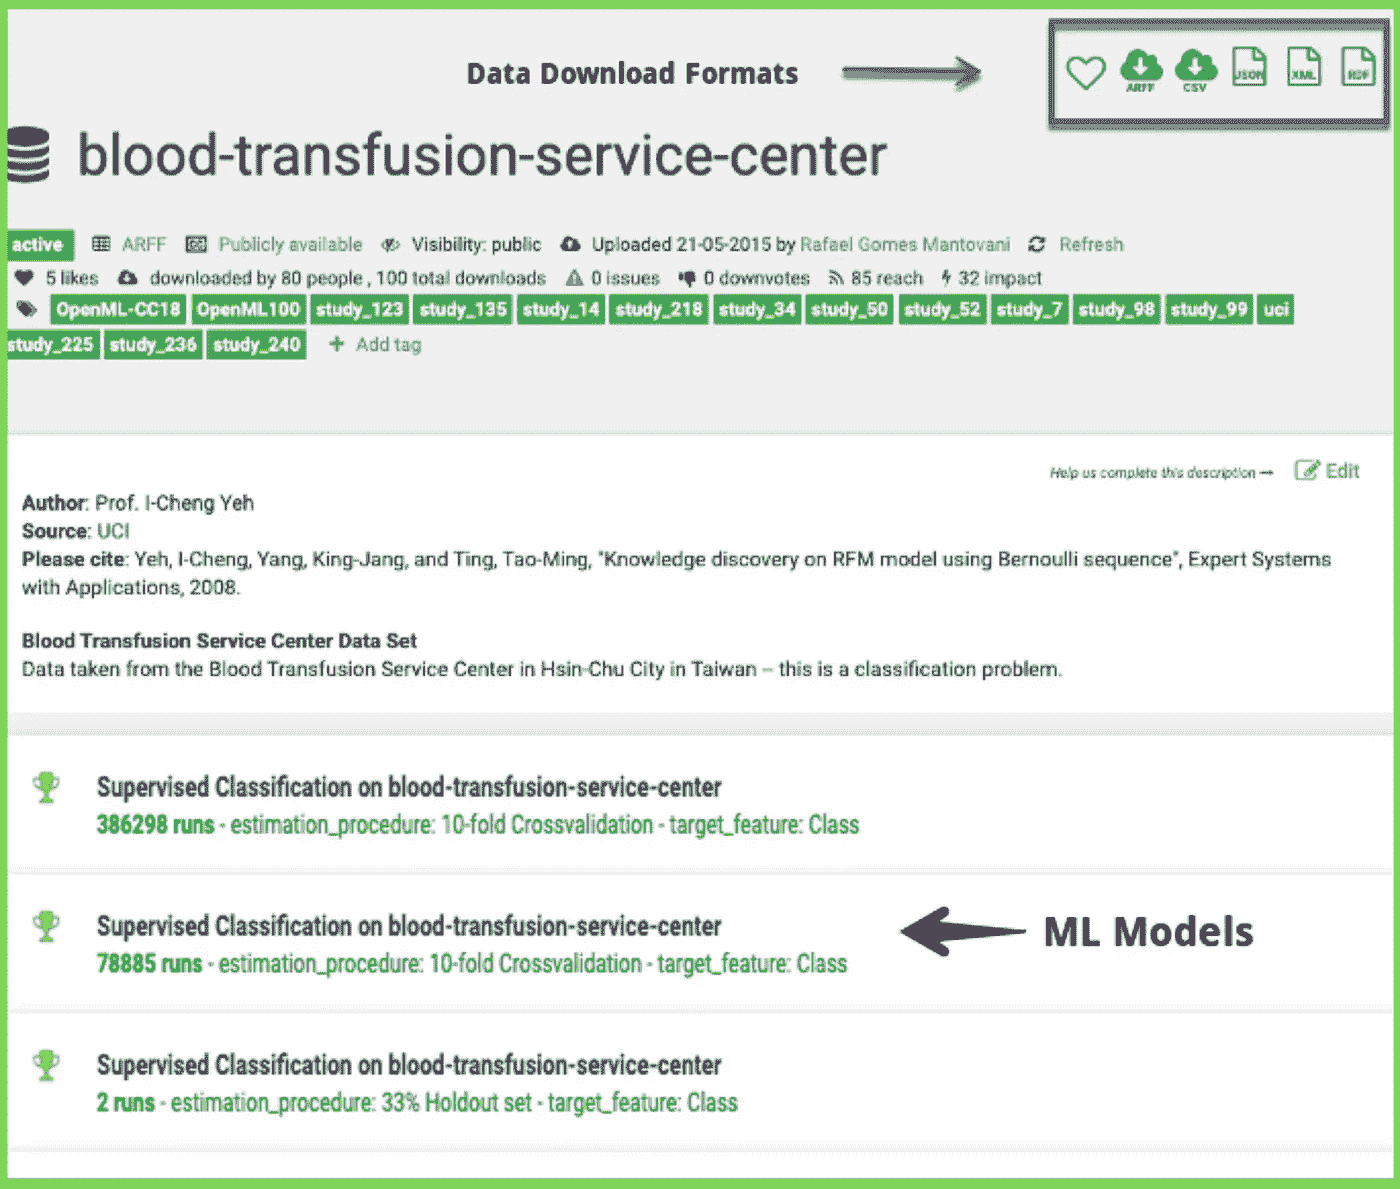 Data Download Formats
ARFF CSV JSON XML RDF
blood-transfusion-service-center
active ARFF Publicly available Visibility: public Uploaded 21-05-2015 by Rafael Gomes Mantovani Refresh
5 likes downloaded by 80 people , 100 total downloads 0 issues 0 downvotes 85 reach 32 impact
OpenML-CC18 OpenML100 study_123 study_135 study_14 study_218 study_34 study_50 study_52 study_7 study_98 study_99 uci
study_225 study_236 study_240 + Add tag
Help us complete this description → Edit
Author: Prof. I-Cheng Yeh
Source: UCI
Please cite: Yeh, I-Cheng, Yang, King-Jang, and Ting, Tao-Ming, "Knowledge discovery on RFM model using Bernoulli sequence", Expert Systems
with Applications, 2008.
Blood Transfusion Service Center Data Set
Data taken from the Blood Transfusion Service Center in Hsin-Chu City in Taiwan – this is a classification problem.
Supervised Classification on blood-transfusion-service-center
386298 runs - estimation_procedure: 10-fold Crossvalidation - target_feature: Class
Supervised Classification on blood-transfusion-service-center
78885 runs - estimation_procedure: 10-fold Crossvalidation - target_feature: Class
ML Models
Supervised Classification on blood-transfusion-service-center
2 runs - estimation_procedure: 33% Holdout set - target_feature: Class